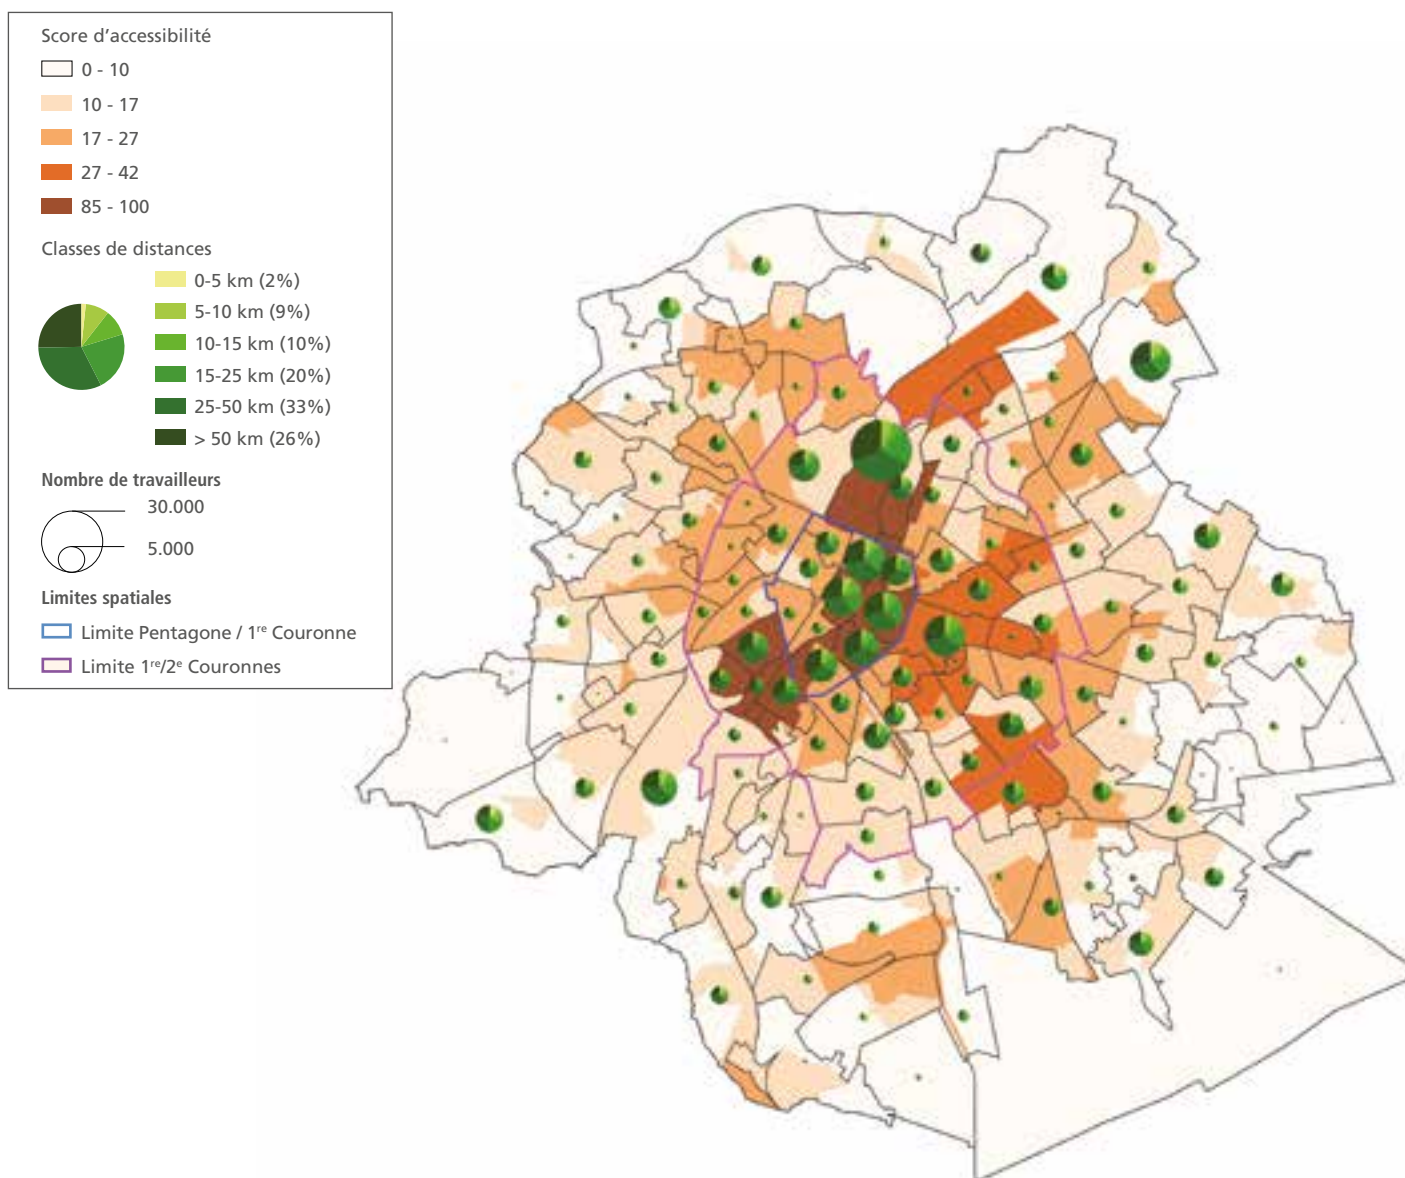 Score d’accessibilité
0 - 10
10 - 17
17 - 27
27 - 42
85 - 100
Classes de distances
0-5 km (2%)
5-10 km (9%)
10-15 km (10%)
15-25 km (20%)
25-50 km (33%)
> 50 km (26%)
Nombre de travailleurs
30.000
5.000
Limites spatiales
Limite Pentagone / 1re Couronne
Limite 1re/2e Couronnes